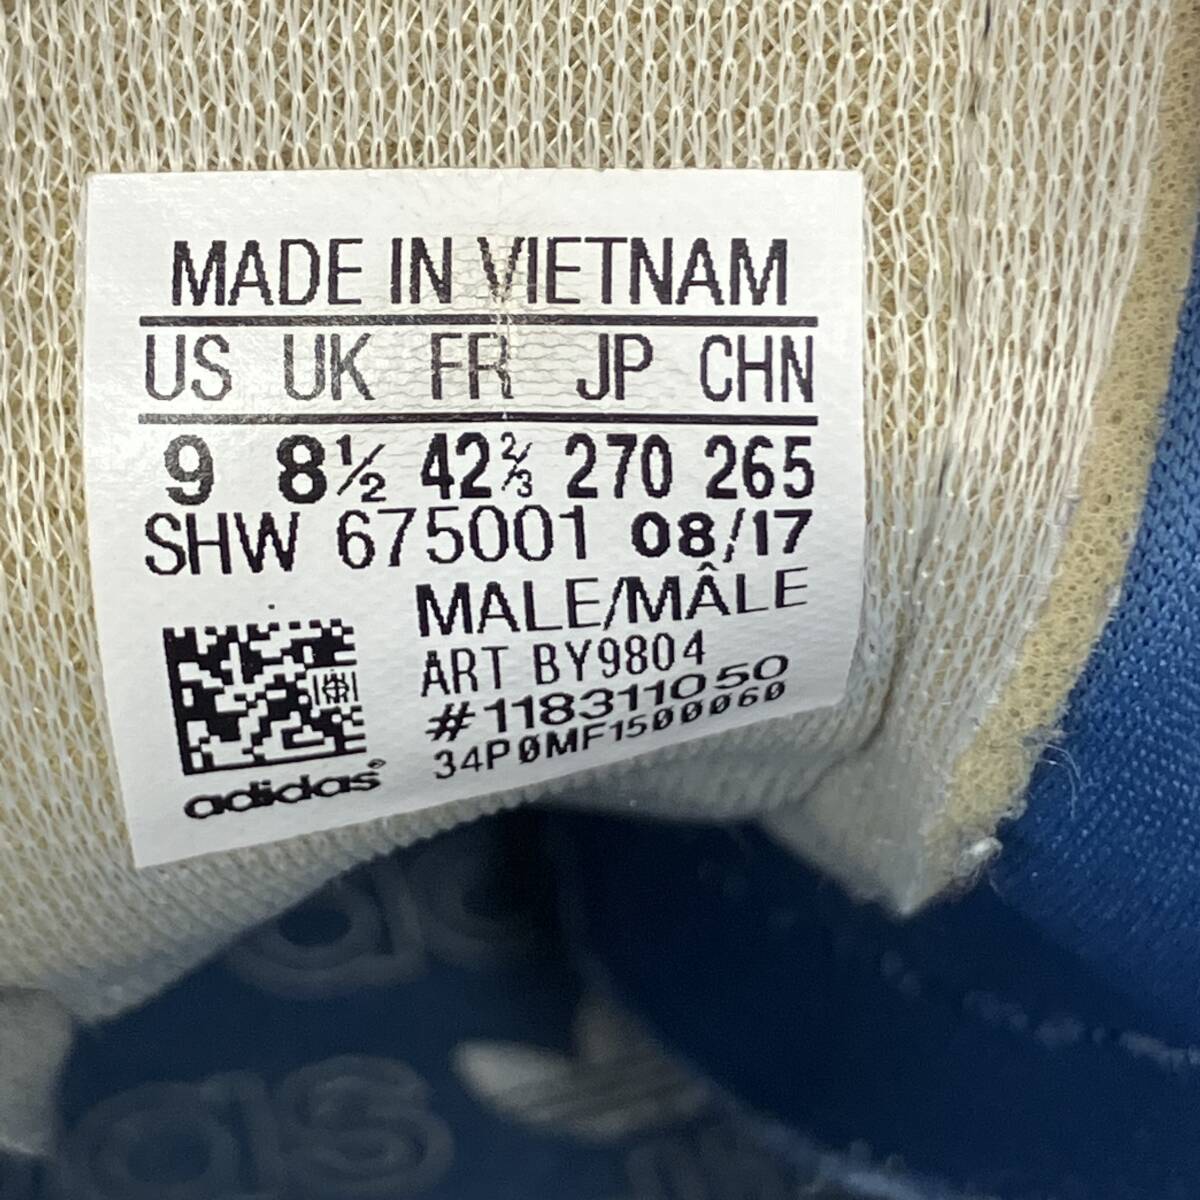 MADE IN VIETNAM
US UK FR JP CHN
9 8½ 42⅔ 270 265
SHW 675001 08/17
MALE/MÂLE
ART BY9804
#118311050
34P0MF1500060
adidas®